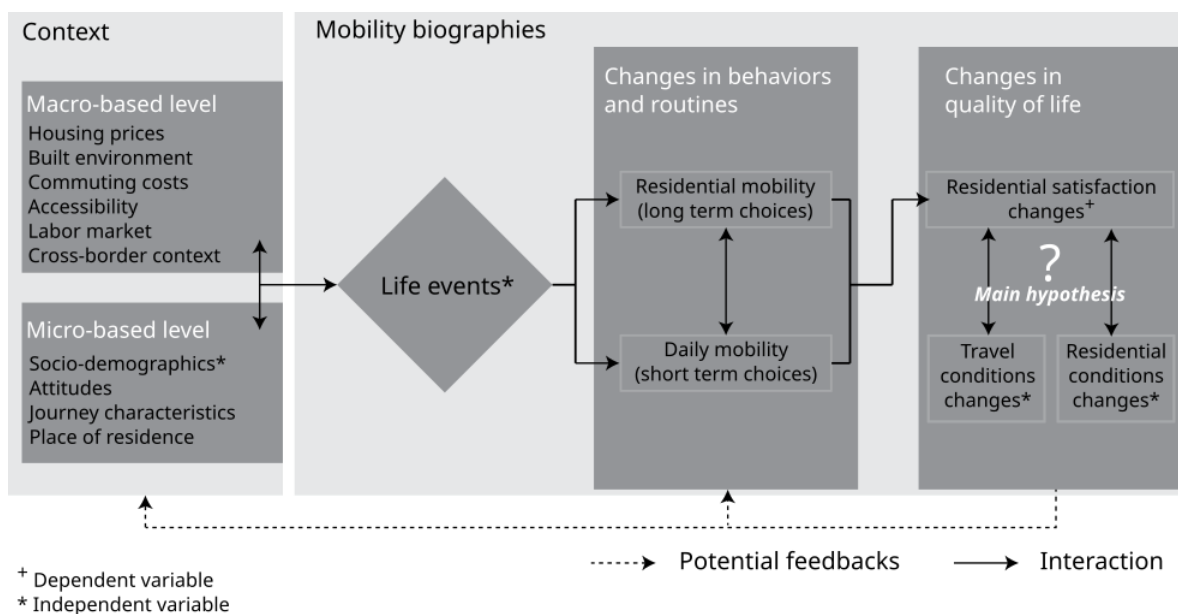 Context
Macro-based level
Housing prices
Built environment
Commuting costs
Accessibility
Labor market
Cross-border context
Micro-based level
Socio-demographics*
Attitudes
Journey characteristics
Place of residence
Mobility biographies
Life events*
Changes in behaviors
and routines
Residential mobility
(long term choices)
Daily mobility
(short term choices)
Changes in
quality of life
Residential satisfaction
changes+
?
Main hypothesis
Travel
conditions
changes*
Residential
conditions
changes*
+ Dependent variable
* Independent variable
Potential feedbacks
Interaction